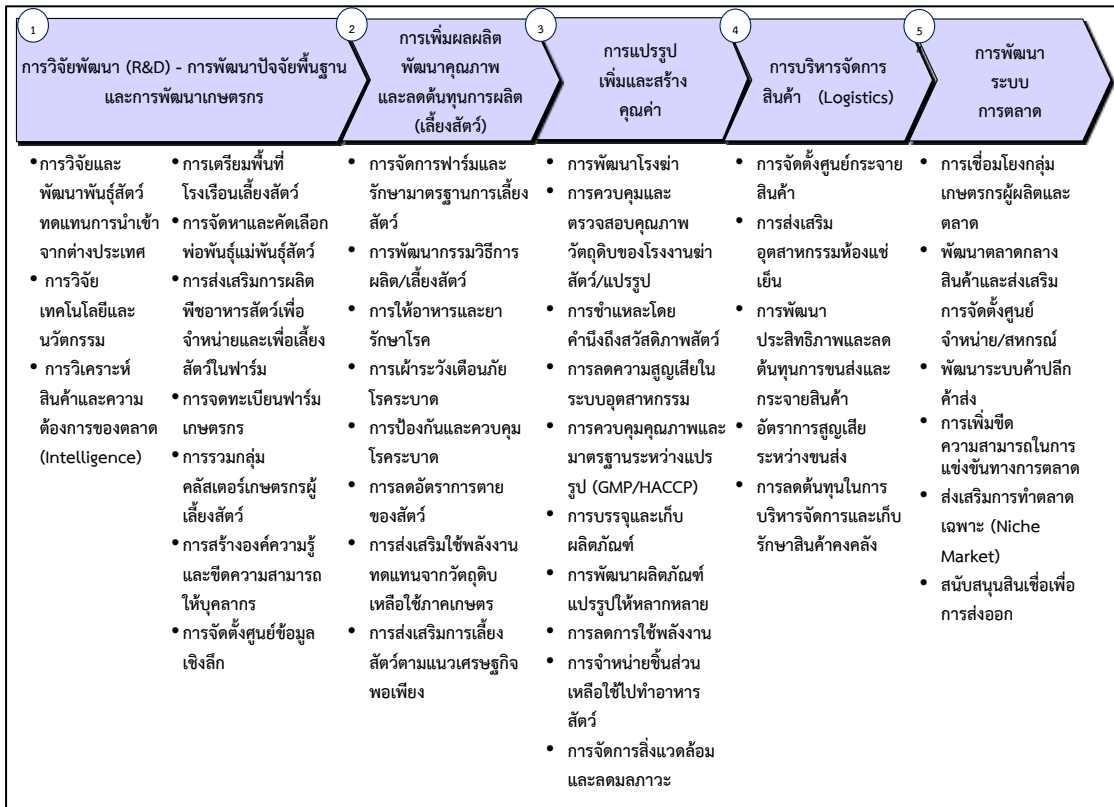 1
การวิจัยพัฒนา (R&D) - การพัฒนาปัจจัยพื้นฐาน
และการพัฒนาเกษตรกร
2
การเพิ่มผลผลิต
พัฒนาคุณภาพ
และลดต้นทุนการผลิต
(เลี้ยงสัตว์)
3
การแปรรูป
เพิ่มและสร้าง
คุณค่า
4
การบริหารจัดการ
สินค้า (Logistics)
5
การพัฒนา
ระบบ
การตลาด
•การวิจัยและ
พัฒนาพันธุ์สัตว์
ทดแทนการนำเข้า
จากต่างประเทศ
• การวิจัย
เทคโนโลยีและ
นวัตกรรม
• การวิเคราะห์
สินค้าและความ
ต้องการของตลาด
(Intelligence)
•การเตรียมพื้นที่
โรงเรือนเลี้ยงสัตว์
•การจัดหาและคัดเลือก
พ่อพันธุ์แม่พันธุ์สัตว์
•การส่งเสริมการผลิต
พืชอาหารสัตว์เพื่อ
จำหน่ายและเพื่อเลี้ยง
สัตว์ในฟาร์ม
•การจดทะเบียนฟาร์ม
เกษตรกร
•การรวมกลุ่ม
คลัสเตอร์เกษตรกรผู้
เลี้ยงสัตว์
•การสร้างองค์ความรู้
และขีดความสามารถ
ให้บุคลากร
•การจัดตั้งศูนย์ข้อมูล
เชิงลึก
• การจัดการฟาร์มและ
รักษามาตรฐานการเลี้ยง
สัตว์
• การพัฒนากรรมวิธีการ
ผลิต/เลี้ยงสัตว์
• การให้อาหารและยา
รักษาโรค
• การเฝ้าระวังเตือนภัย
โรคระบาด
• การป้องกันและควบคุม
โรคระบาด
• การลดอัตราการตาย
ของสัตว์
• การส่งเสริมใช้พลังงาน
ทดแทนจากวัตถุดิบ
เหลือใช้ภาคเกษตร
• การส่งเสริมการเลี้ยง
สัตว์ตามแนวเศรษฐกิจ
พอเพียง
• การพัฒนาโรงฆ่า
• การควบคุมและ
ตรวจสอบคุณภาพ
วัตถุดิบของโรงงานฆ่า
สัตว์/แปรรูป
• การชำแหละโดย
คำนึงถึงสวัสดิภาพสัตว์
• การลดความสูญเสียใน
ระบบอุตสาหกรรม
• การควบคุมคุณภาพและ
มาตรฐานระหว่างแปร
รูป (GMP/HACCP)
• การบรรจุและเก็บ
ผลิตภัณฑ์
• การพัฒนาผลิตภัณฑ์
แปรรูปให้หลากหลาย
• การลดการใช้พลังงาน
• การจำหน่ายชิ้นส่วน
เหลือใช้ไปทำอาหาร
สัตว์
• การจัดการสิ่งแวดล้อม
และลดมลภาวะ
• การจัดตั้งศูนย์กระจาย
สินค้า
• การส่งเสริม
อุตสาหกรรมห้องแช่
เย็น
• การพัฒนา
ประสิทธิภาพและลด
ต้นทุนการขนส่งและ
กระจายสินค้า
• อัตราการสูญเสีย
ระหว่างขนส่ง
• การลดต้นทุนในการ
บริหารจัดการและเก็บ
รักษาสินค้าคงคลัง
• การเชื่อมโยงกลุ่ม
เกษตรกรผู้ผลิตและ
ตลาด
• พัฒนาตลาดกลาง
สินค้าและส่งเสริม
การจัดตั้งศูนย์
จำหน่าย/สหกรณ์
• พัฒนาระบบค้าปลีก
ค้าส่ง
• การเพิ่มขีด
ความสามารถในการ
แข่งขันทางการตลาด
• ส่งเสริมการทำตลาด
เฉพาะ (Niche
Market)
• สนับสนุนสินเชื่อเพื่อ
การส่งออก